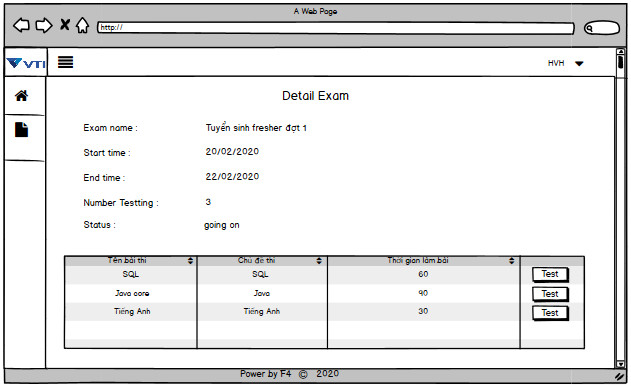 A Web Page
http://
VTI
HVH
Detail Exam
Exam name : Tuyển sinh fresher đợt 1
Start time : 20/02/2020
End time : 22/02/2020
Number Testting : 3
Status : going on
Tên bài thi Chủ đề thi Thời gian làm bài
SQL SQL 60 Test
Java core Java 90 Test
Tiếng Anh Tiếng Anh 30 Test
Power by F4 © 2020